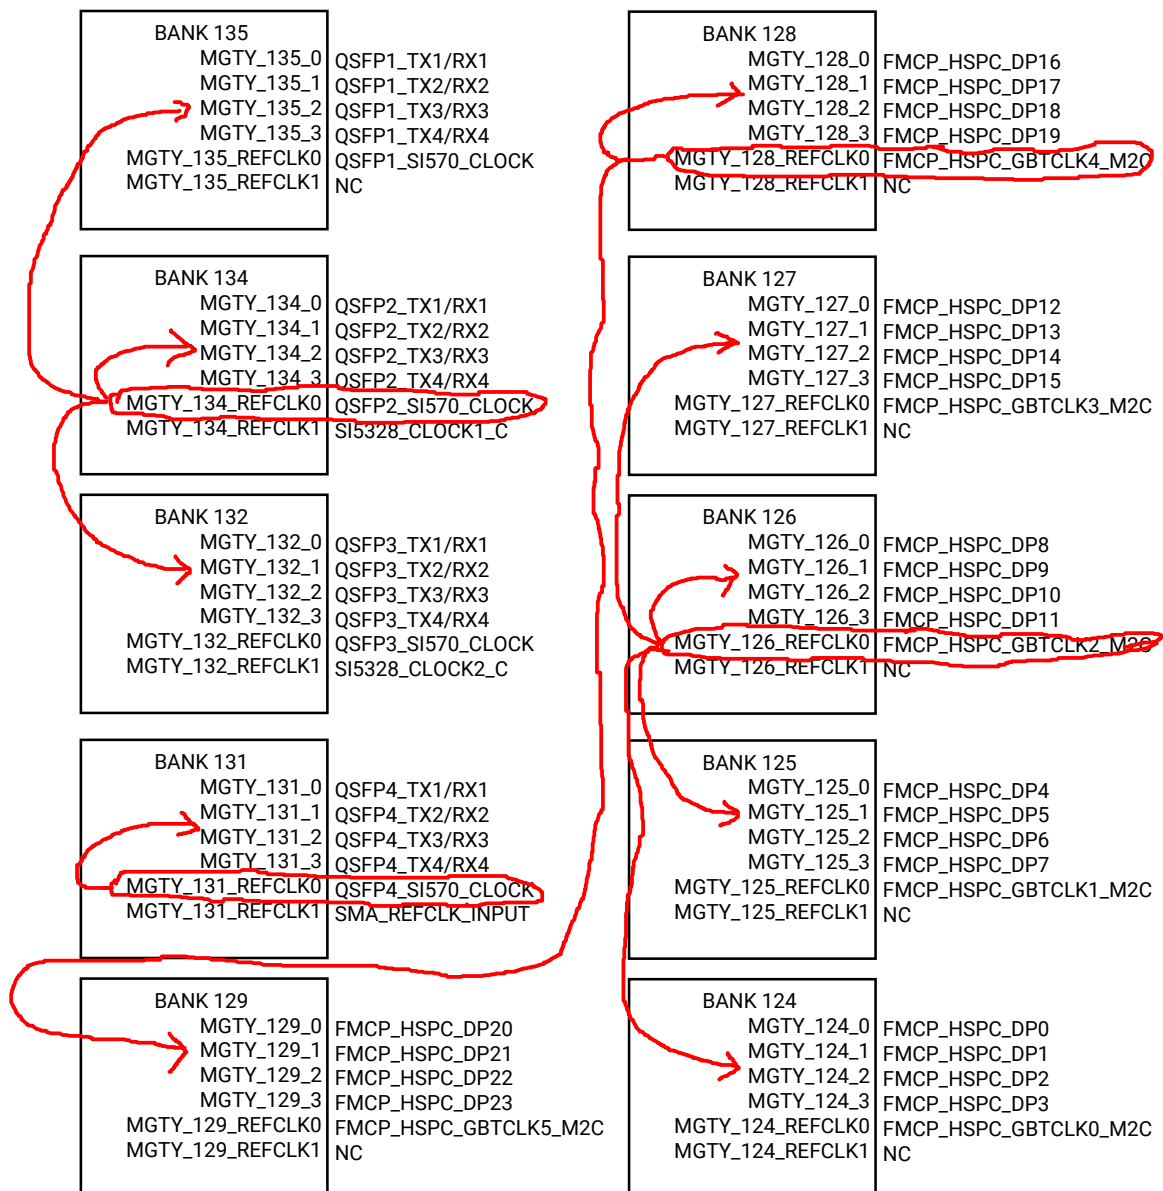 BANK 135
MGTY_135_0 QSFP1_TX1/RX1
MGTY_135_1 QSFP1_TX2/RX2
MGTY_135_2 QSFP1_TX3/RX3
MGTY_135_3 QSFP1_TX4/RX4
MGTY_135_REFCLK0 QSFP1_SI570_CLOCK
MGTY_135_REFCLK1 NC
BANK 134
MGTY_134_0 QSFP2_TX1/RX1
MGTY_134_1 QSFP2_TX2/RX2
MGTY_134_2 QSFP2_TX3/RX3
MGTY_134_3 QSFP2_TX4/RX4
MGTY_134_REFCLK0 QSFP2_SI570_CLOCK
MGTY_134_REFCLK1 SI5328_CLOCK1_C
BANK 132
MGTY_132_0 QSFP3_TX1/RX1
MGTY_132_1 QSFP3_TX2/RX2
MGTY_132_2 QSFP3_TX3/RX3
MGTY_132_3 QSFP3_TX4/RX4
MGTY_132_REFCLK0 QSFP3_SI570_CLOCK
MGTY_132_REFCLK1 SI5328_CLOCK2_C
BANK 131
MGTY_131_0 QSFP4_TX1/RX1
MGTY_131_1 QSFP4_TX2/RX2
MGTY_131_2 QSFP4_TX3/RX3
MGTY_131_3 QSFP4_TX4/RX4
MGTY_131_REFCLK0 QSFP4_SI570_CLOCK
MGTY_131_REFCLK1 SMA_REFCLK_INPUT
BANK 129
MGTY_129_0 FMCP_HSPC_DP20
MGTY_129_1 FMCP_HSPC_DP21
MGTY_129_2 FMCP_HSPC_DP22
MGTY_129_3 FMCP_HSPC_DP23
MGTY_129_REFCLK0 FMCP_HSPC_GBTCLK5_M2C
MGTY_129_REFCLK1 NC
BANK 128
MGTY_128_0 FMCP_HSPC_DP16
MGTY_128_1 FMCP_HSPC_DP17
MGTY_128_2 FMCP_HSPC_DP18
MGTY_128_3 FMCP_HSPC_DP19
MGTY_128_REFCLK0 FMCP_HSPC_GBTCLK4_M2C
MGTY_128_REFCLK1 NC
BANK 127
MGTY_127_0 FMCP_HSPC_DP12
MGTY_127_1 FMCP_HSPC_DP13
MGTY_127_2 FMCP_HSPC_DP14
MGTY_127_3 FMCP_HSPC_DP15
MGTY_127_REFCLK0 FMCP_HSPC_GBTCLK3_M2C
MGTY_127_REFCLK1 NC
BANK 126
MGTY_126_0 FMCP_HSPC_DP8
MGTY_126_1 FMCP_HSPC_DP9
MGTY_126_2 FMCP_HSPC_DP10
MGTY_126_3 FMCP_HSPC_DP11
MGTY_126_REFCLK0 FMCP_HSPC_GBTCLK2_M2C
MGTY_126_REFCLK1 NC
BANK 125
MGTY_125_0 FMCP_HSPC_DP4
MGTY_125_1 FMCP_HSPC_DP5
MGTY_125_2 FMCP_HSPC_DP6
MGTY_125_3 FMCP_HSPC_DP7
MGTY_125_REFCLK0 FMCP_HSPC_GBTCLK1_M2C
MGTY_125_REFCLK1 NC
BANK 124
MGTY_124_0 FMCP_HSPC_DP0
MGTY_124_1 FMCP_HSPC_DP1
MGTY_124_2 FMCP_HSPC_DP2
MGTY_124_3 FMCP_HSPC_DP3
MGTY_124_REFCLK0 FMCP_HSPC_GBTCLK0_M2C
MGTY_124_REFCLK1 NC